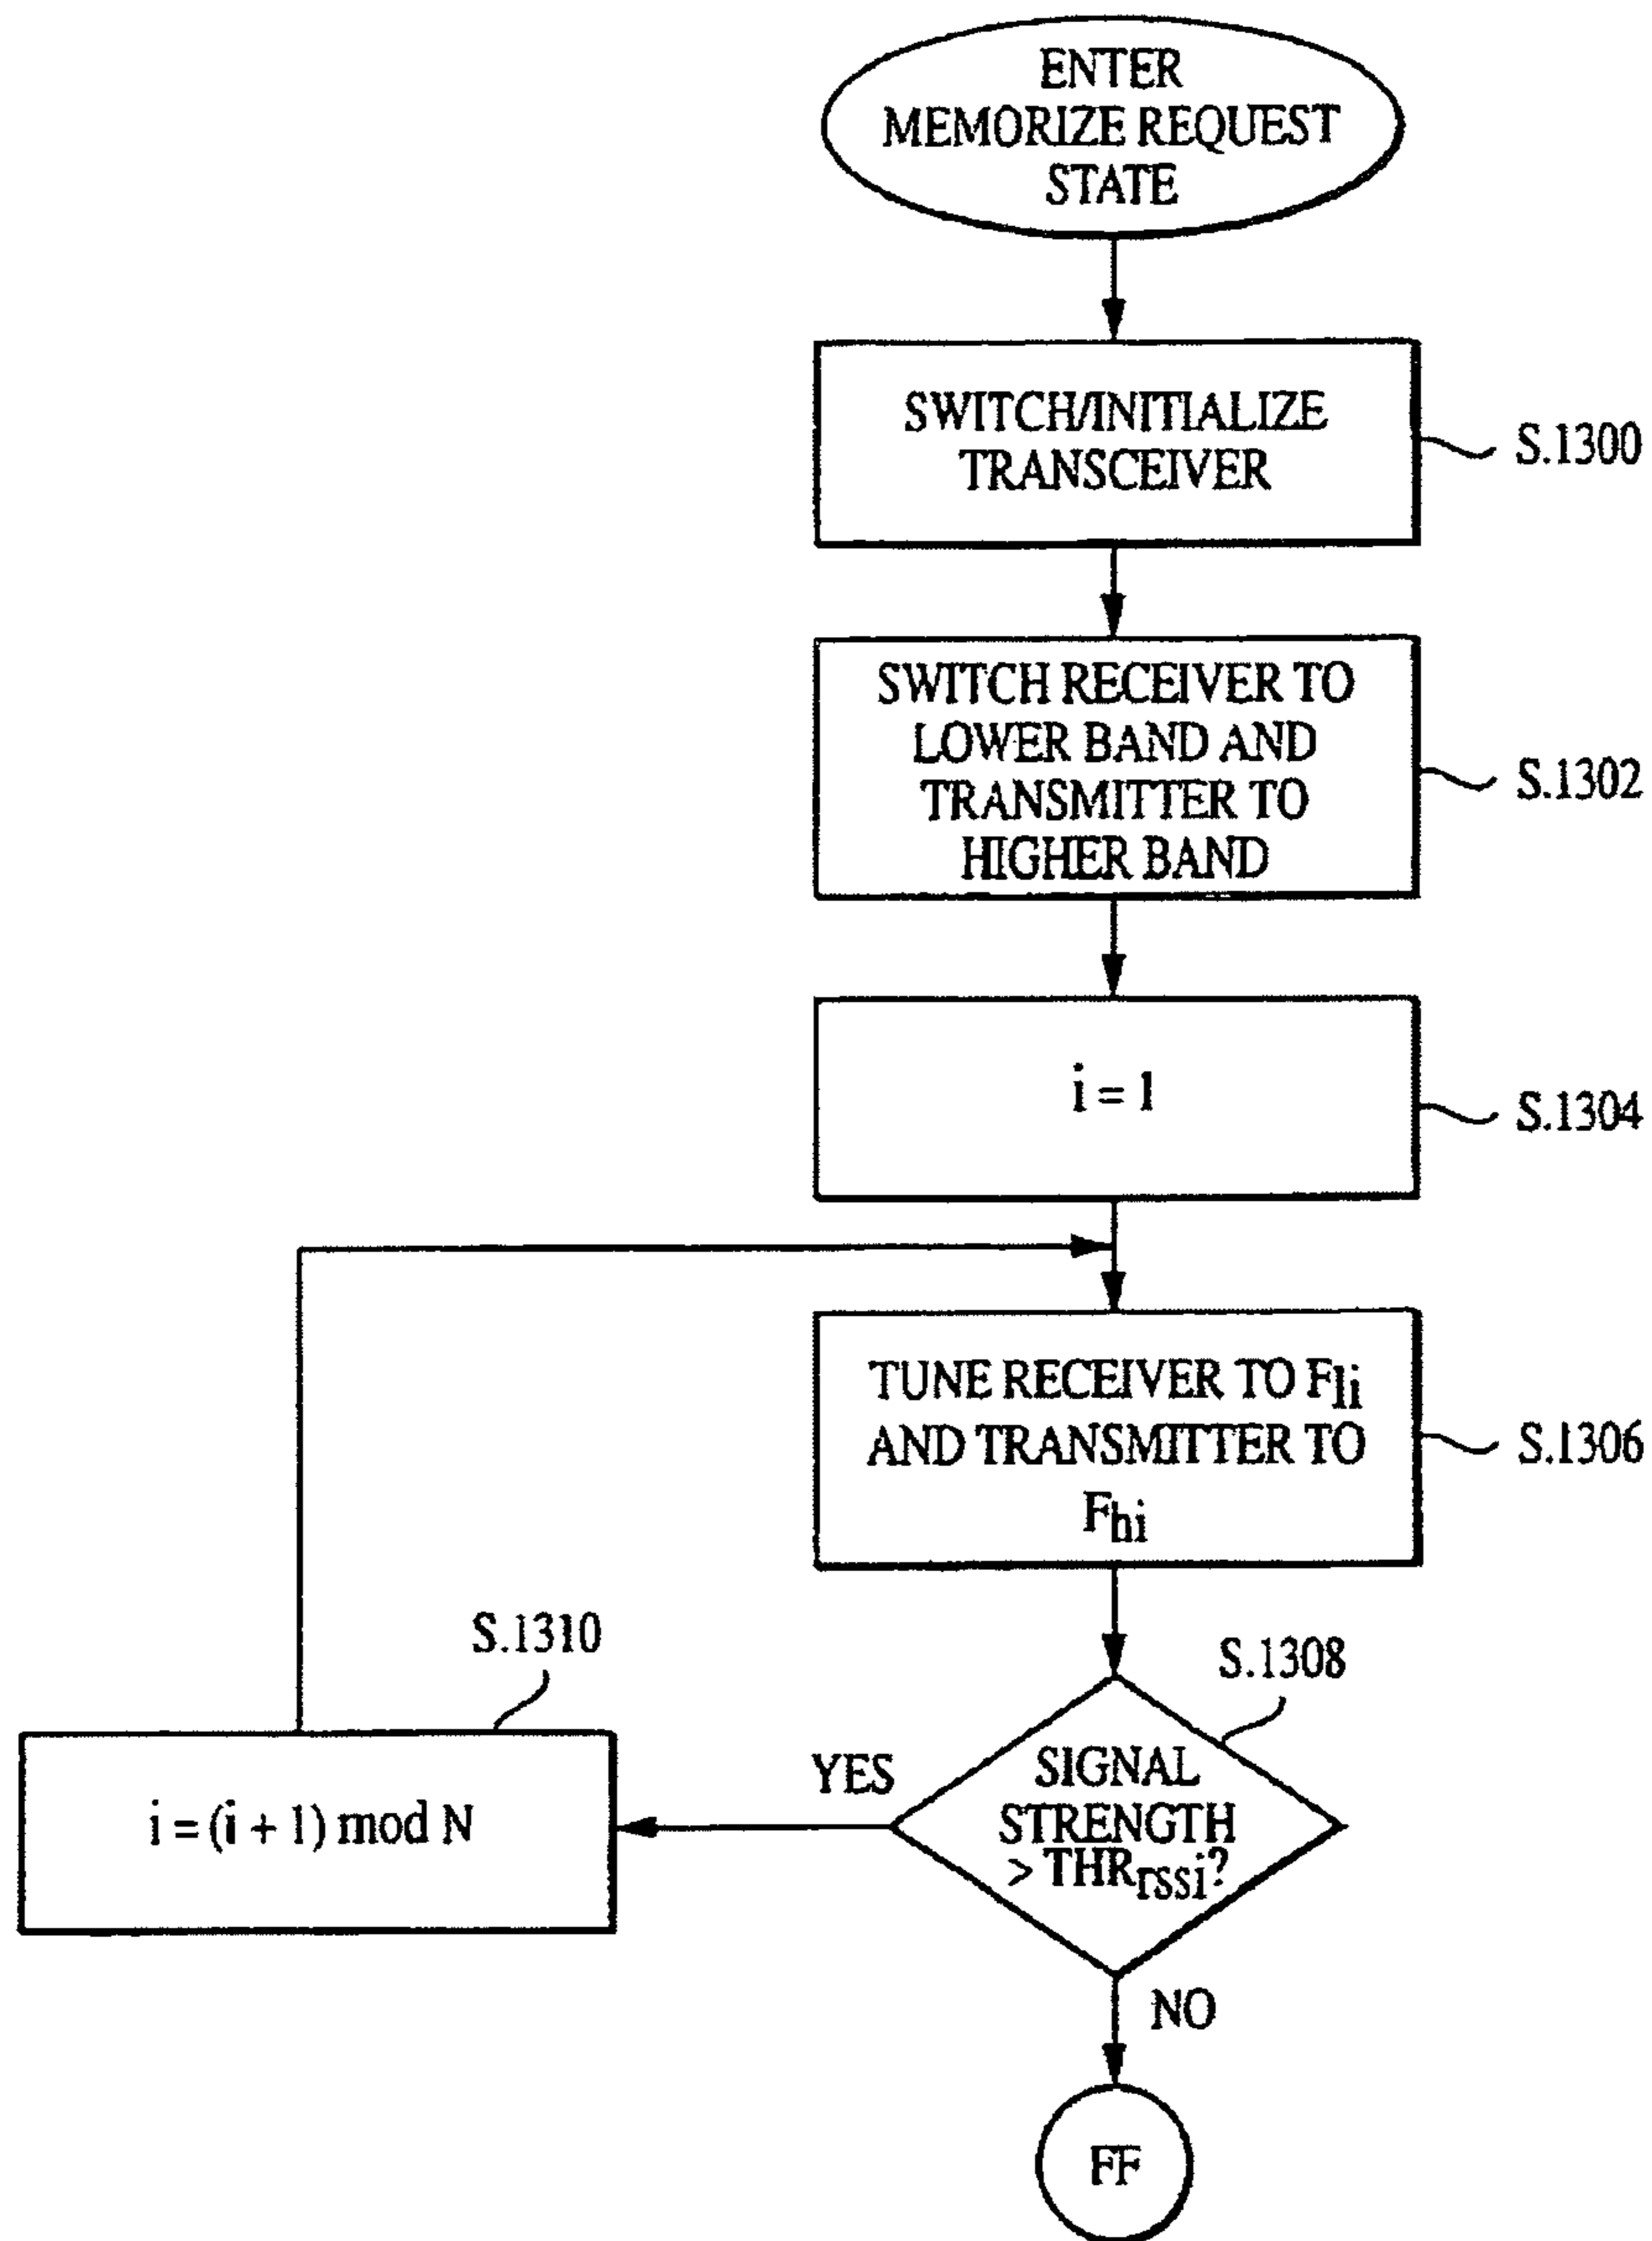 ENTER
MEMORIZE REQUEST
STATE
SWITCH/INITIALIZE
TRANSCEIVER
S.1300
SWITCH RECEIVER TO
LOWER BAND AND
TRANSMITTER TO
HIGHER BAND
S.1302
i = 1
S.1304
TUNE RECEIVER TO Fli
AND TRANSMITTER TO
Fhi
S.1306
S.1310
S.1308
i = (i + 1) mod N
YES
SIGNAL
STRENGTH
> THRrssi?
NO
FF